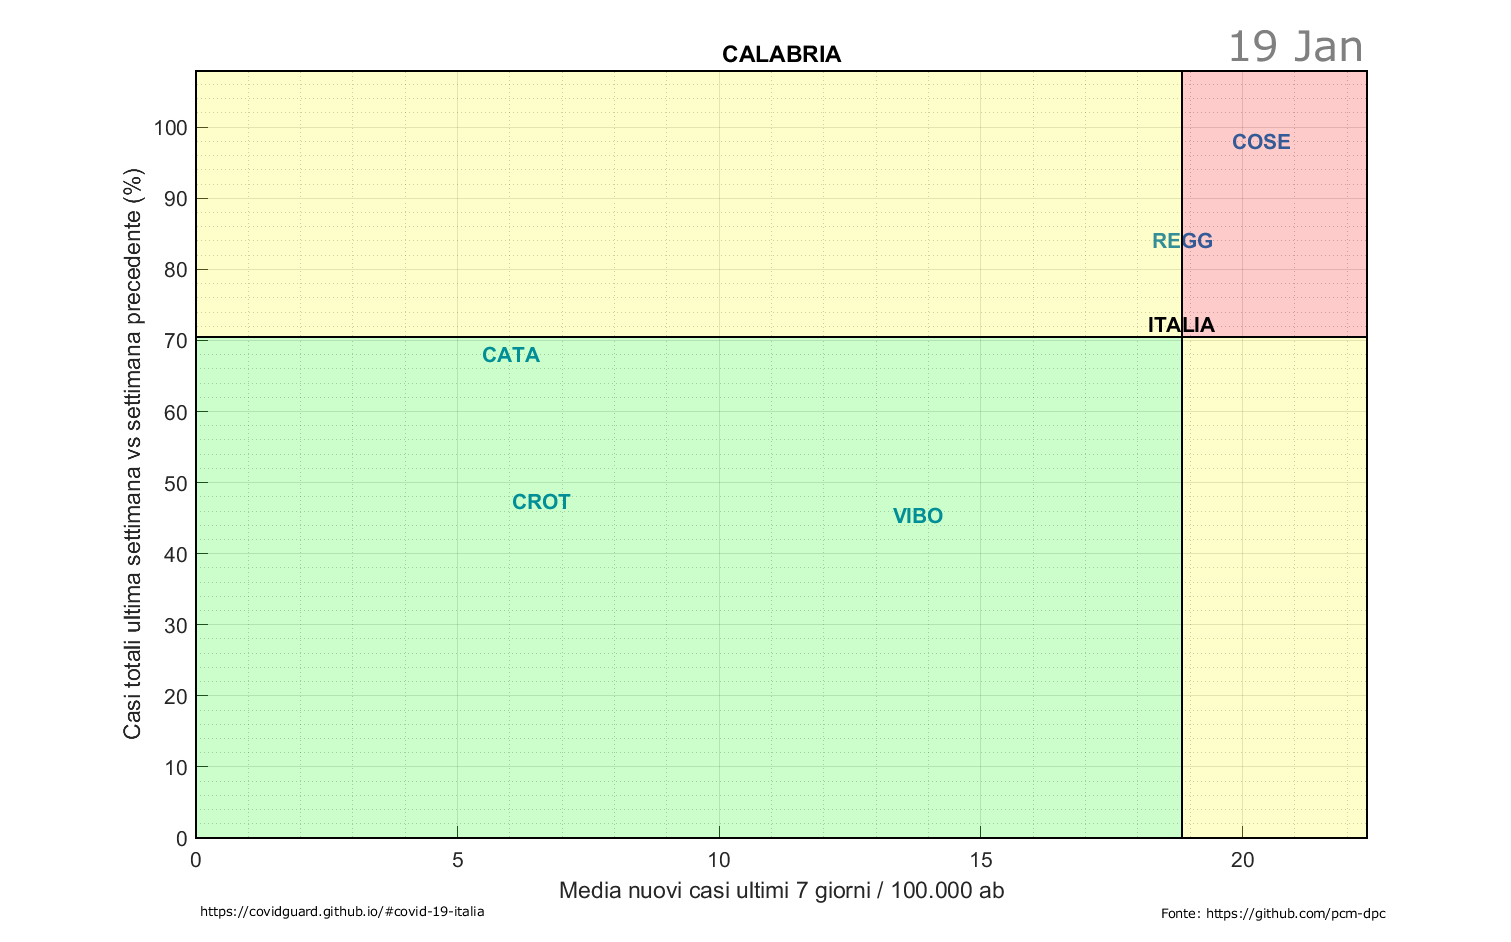 19 Jan
CALABRIA
Casi totali ultima settimana vs settimana precedente (%)
100
90
80
70
60
50
40
30
20
10
0
COSE
REGG
ITALIA
CATA
CROT
VIBO
0 5 10 15 20
Media nuovi casi ultimi 7 giorni / 100.000 ab
https://covidguard.github.io/#covid-19-italia
Fonte: https://github.com/pcm-dpc